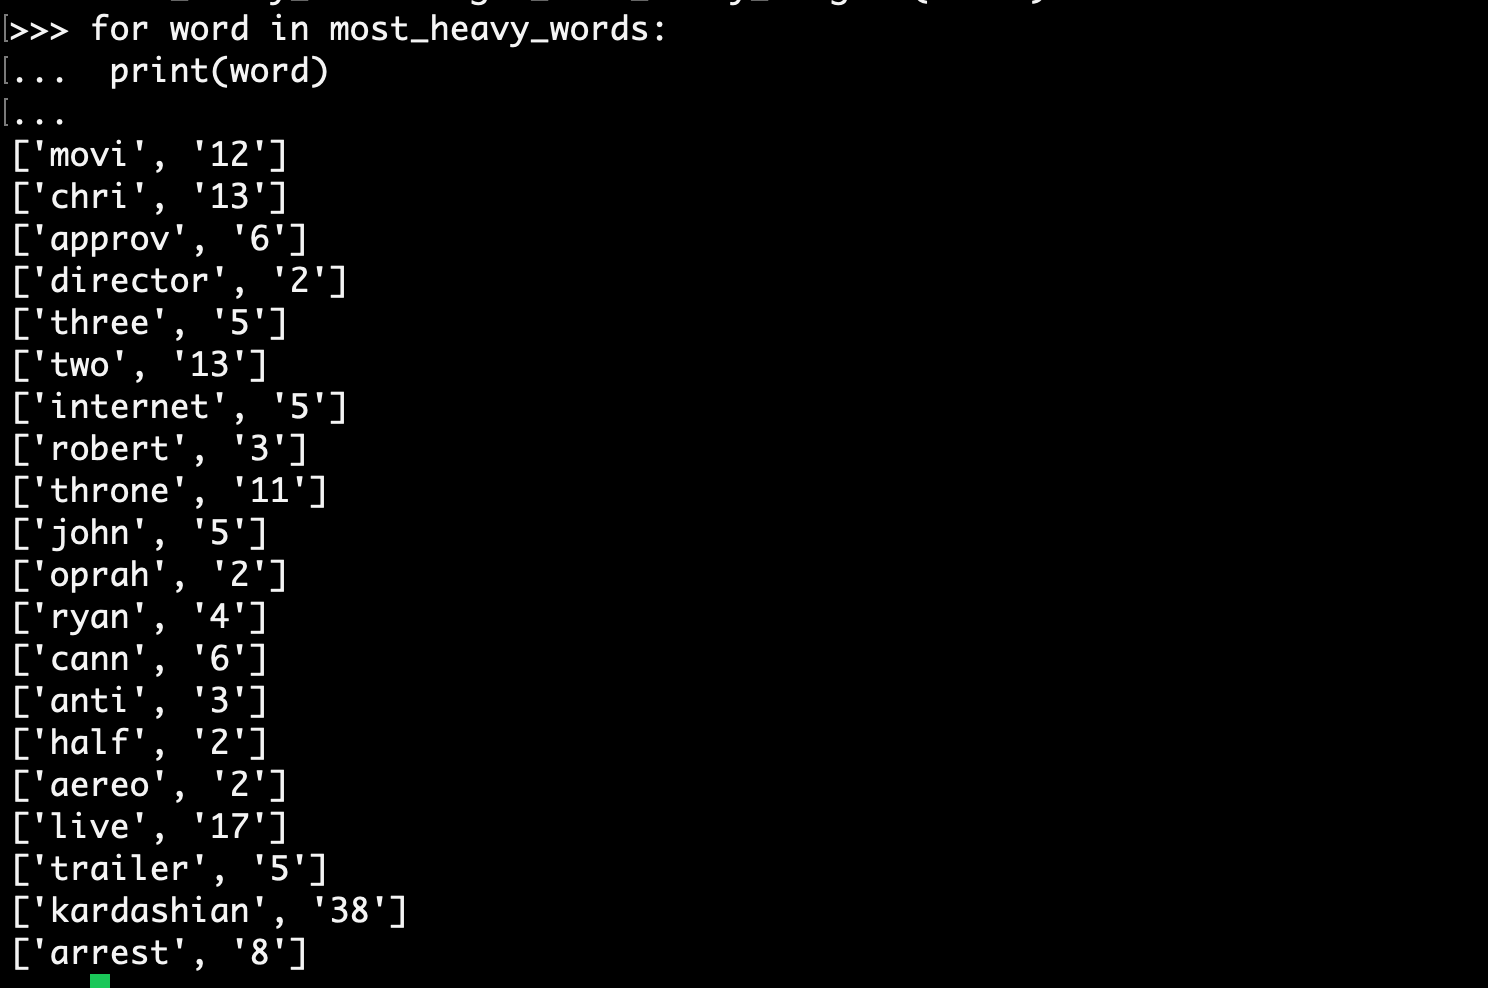 >>> for word in most_heavy_words:
...  print(word)
...
['movi', '12']
['chri', '13']
['approv', '6']
['director', '2']
['three', '5']
['two', '13']
['internet', '5']
['robert', '3']
['throne', '11']
['john', '5']
['oprah', '2']
['ryan', '4']
['cann', '6']
['anti', '3']
['half', '2']
['aereo', '2']
['live', '17']
['trailer', '5']
['kardashian', '38']
['arrest', '8']